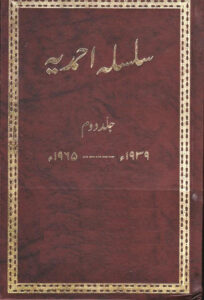 سلسلہ احمدیہ
جلد دوم
۱۹۳۹ء ——— ۱۹۶۵ء